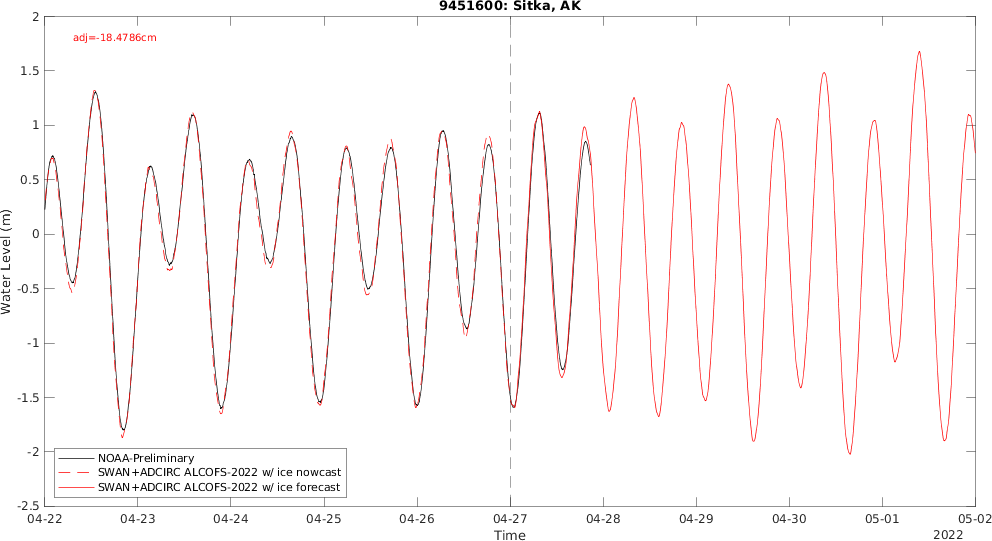 9451600: Sitka, AK
adj=-18.4786cm
2
1.5
1
0.5
0
-0.5
-1
-1.5
-2
-2.5
Water Level (m)
NOAA-Preliminary
SWAN+ADCIRC ALCOFS-2022 w/ ice nowcast
SWAN+ADCIRC ALCOFS-2022 w/ ice forecast
04-22 04-23 04-24 04-25 04-26 04-27 04-28 04-29 04-30 05-01 05-02
Time
2022